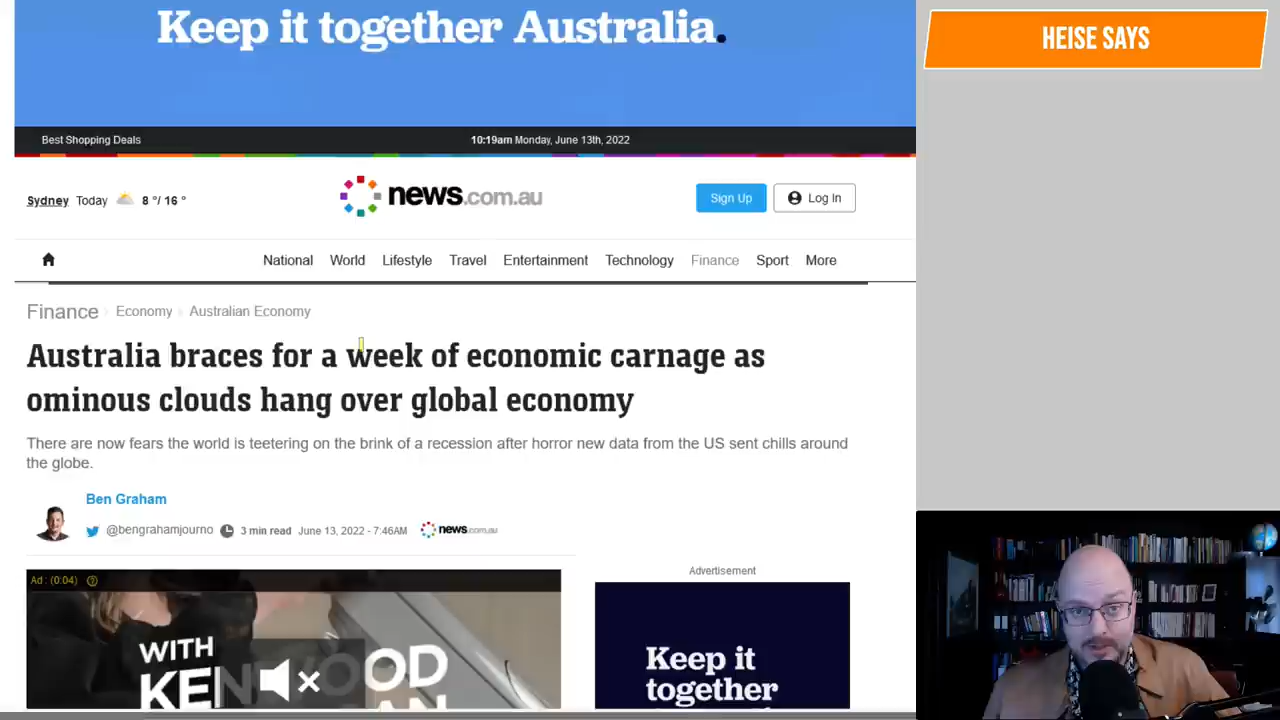 Keep it together Australia.
HEISE SAYS
Best Shopping Deals
10:19am Monday, June 13th, 2022
Sydney Today 8 °/ 16 °
news.com.au
Sign Up
Log In
National World Lifestyle Travel Entertainment Technology Finance Sport More
Finance Economy Australian Economy
Australia braces for a week of economic carnage as
ominous clouds hang over global economy
There are now fears the world is teetering on the brink of a recession after horror new data from the US sent chills around
the globe.
Ben Graham
@bengrahamjourno 3 min read June 13, 2022 - 7:46AM news.com.au
Advertisement
Ad : (0:04)
WITH
Keep it
together